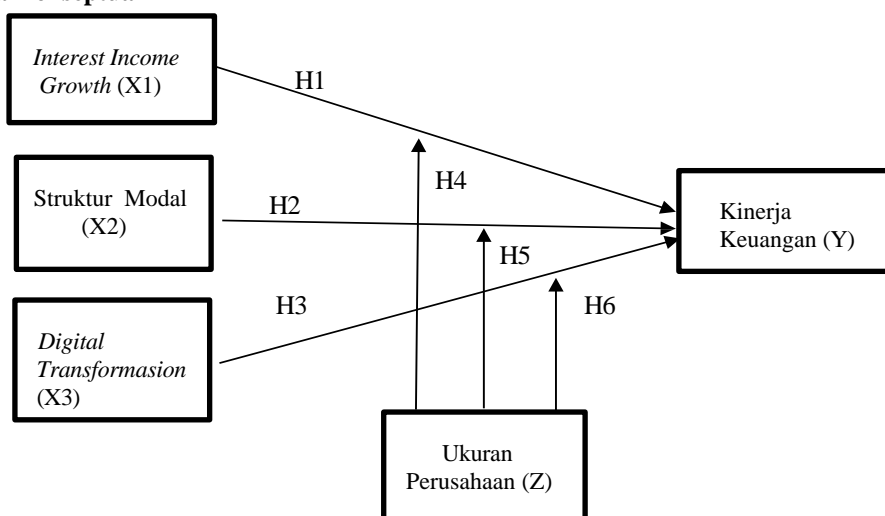 Interest Income
Growth (X1)
H1
H4
Struktur Modal
(X2)
H2
Kinerja
Keuangan (Y)
H5
H3
H6
Digital
Transformasion
(X3)
Ukuran
Perusahaan (Z)